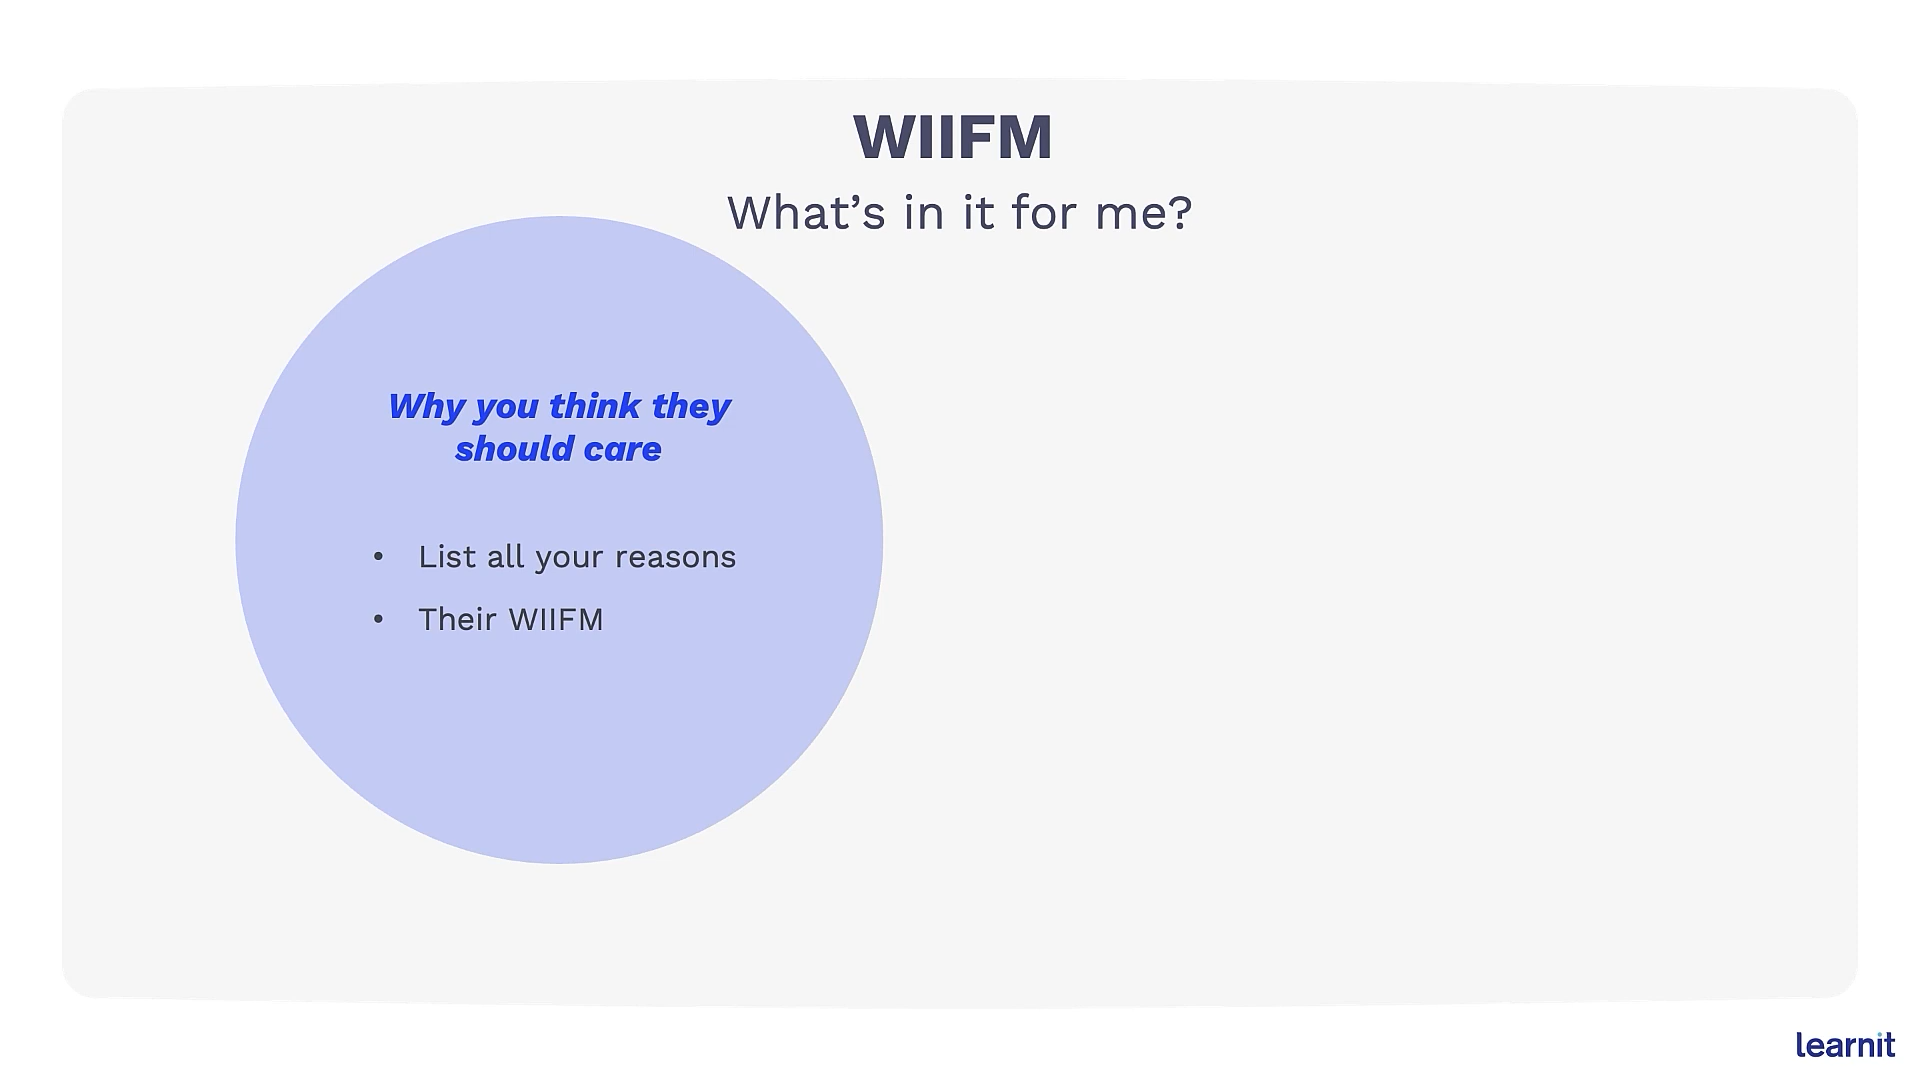 WIIFM
What’s in it for me?
Why you think they
should care
• List all your reasons
• Their WIIFM
learnit